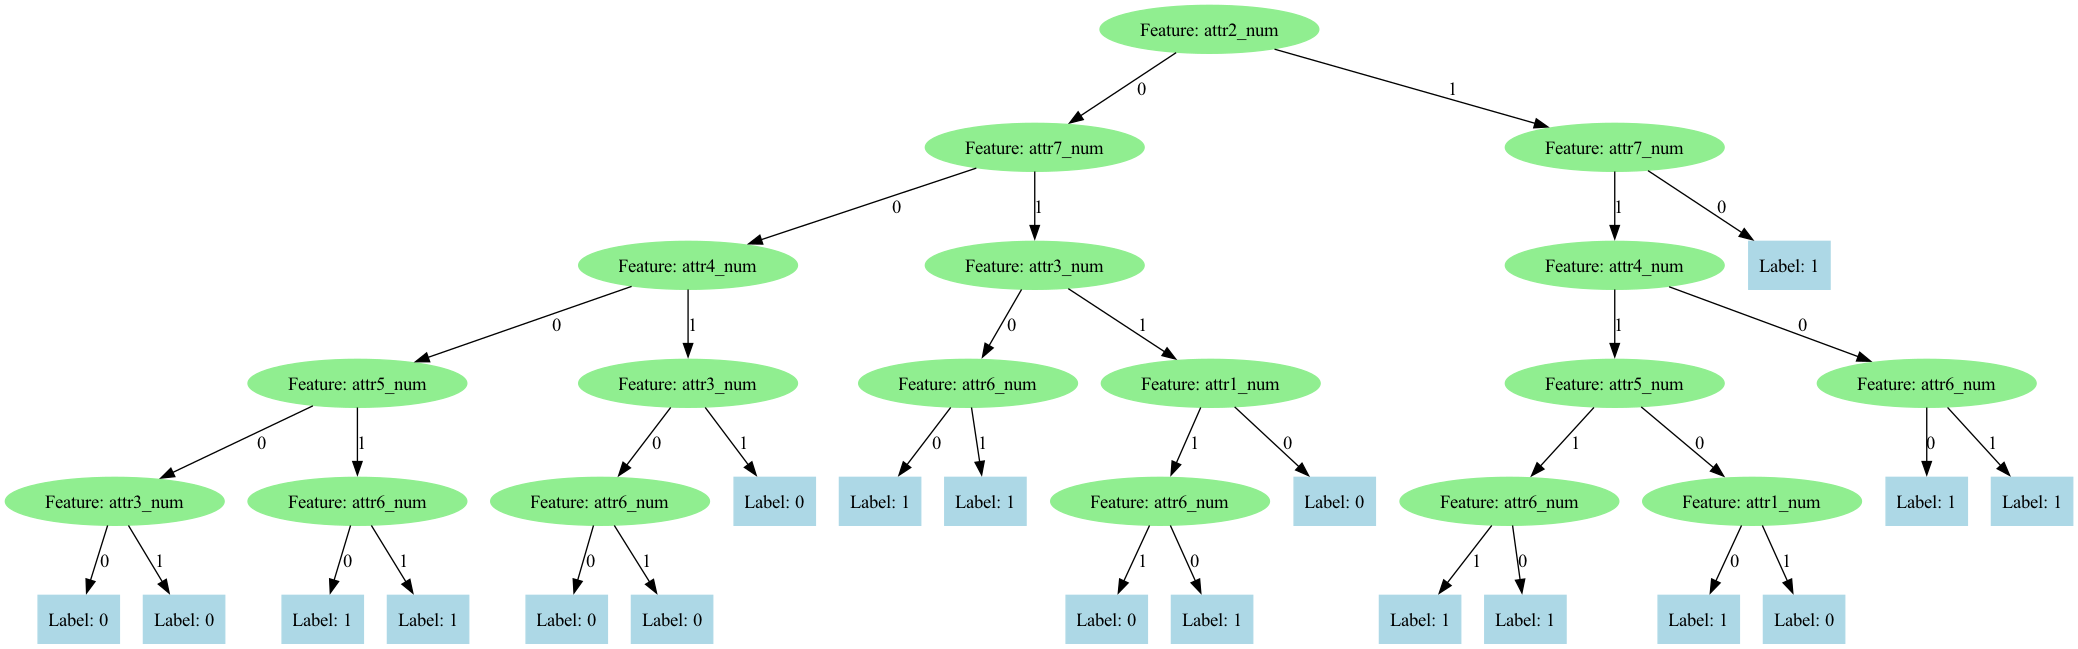 Feature: attr2_num
0
1
Feature: attr7_num
Feature: attr7_num
0
1
1
0
Feature: attr4_num
Feature: attr3_num
Feature: attr4_num
Label: 1
0
1
0
1
1
0
Feature: attr5_num
Feature: attr3_num
Feature: attr6_num
Feature: attr1_num
Feature: attr5_num
Feature: attr6_num
0
1
0
1
0
1
1
0
1
0
0
1
Feature: attr3_num
Feature: attr6_num
Feature: attr6_num
Label: 0
Label: 1
Label: 1
Feature: attr6_num
Label: 0
Feature: attr6_num
Feature: attr1_num
Label: 1
Label: 1
0
1
0
1
0
1
1
0
1
0
0
1
Label: 0
Label: 0
Label: 1
Label: 1
Label: 0
Label: 0
Label: 0
Label: 1
Label: 1
Label: 1
Label: 1
Label: 0